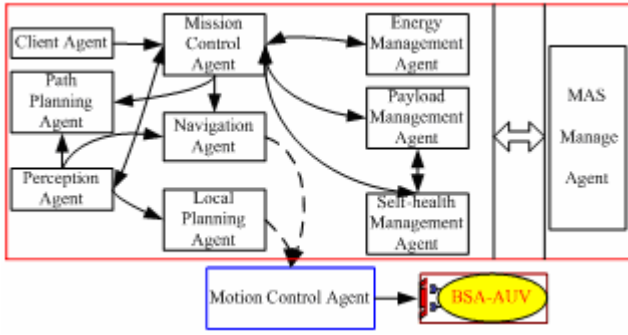 Client Agent
Mission
Control
Agent
Energy
Management
Agent
Path
Planning
Agent
Navigation
Agent
Payload
Management
Agent
MAS
Manage
Agent
Perception
Agent
Local
Planning
Agent
Self-health
Management
Agent
Motion Control Agent
BSA-AUV